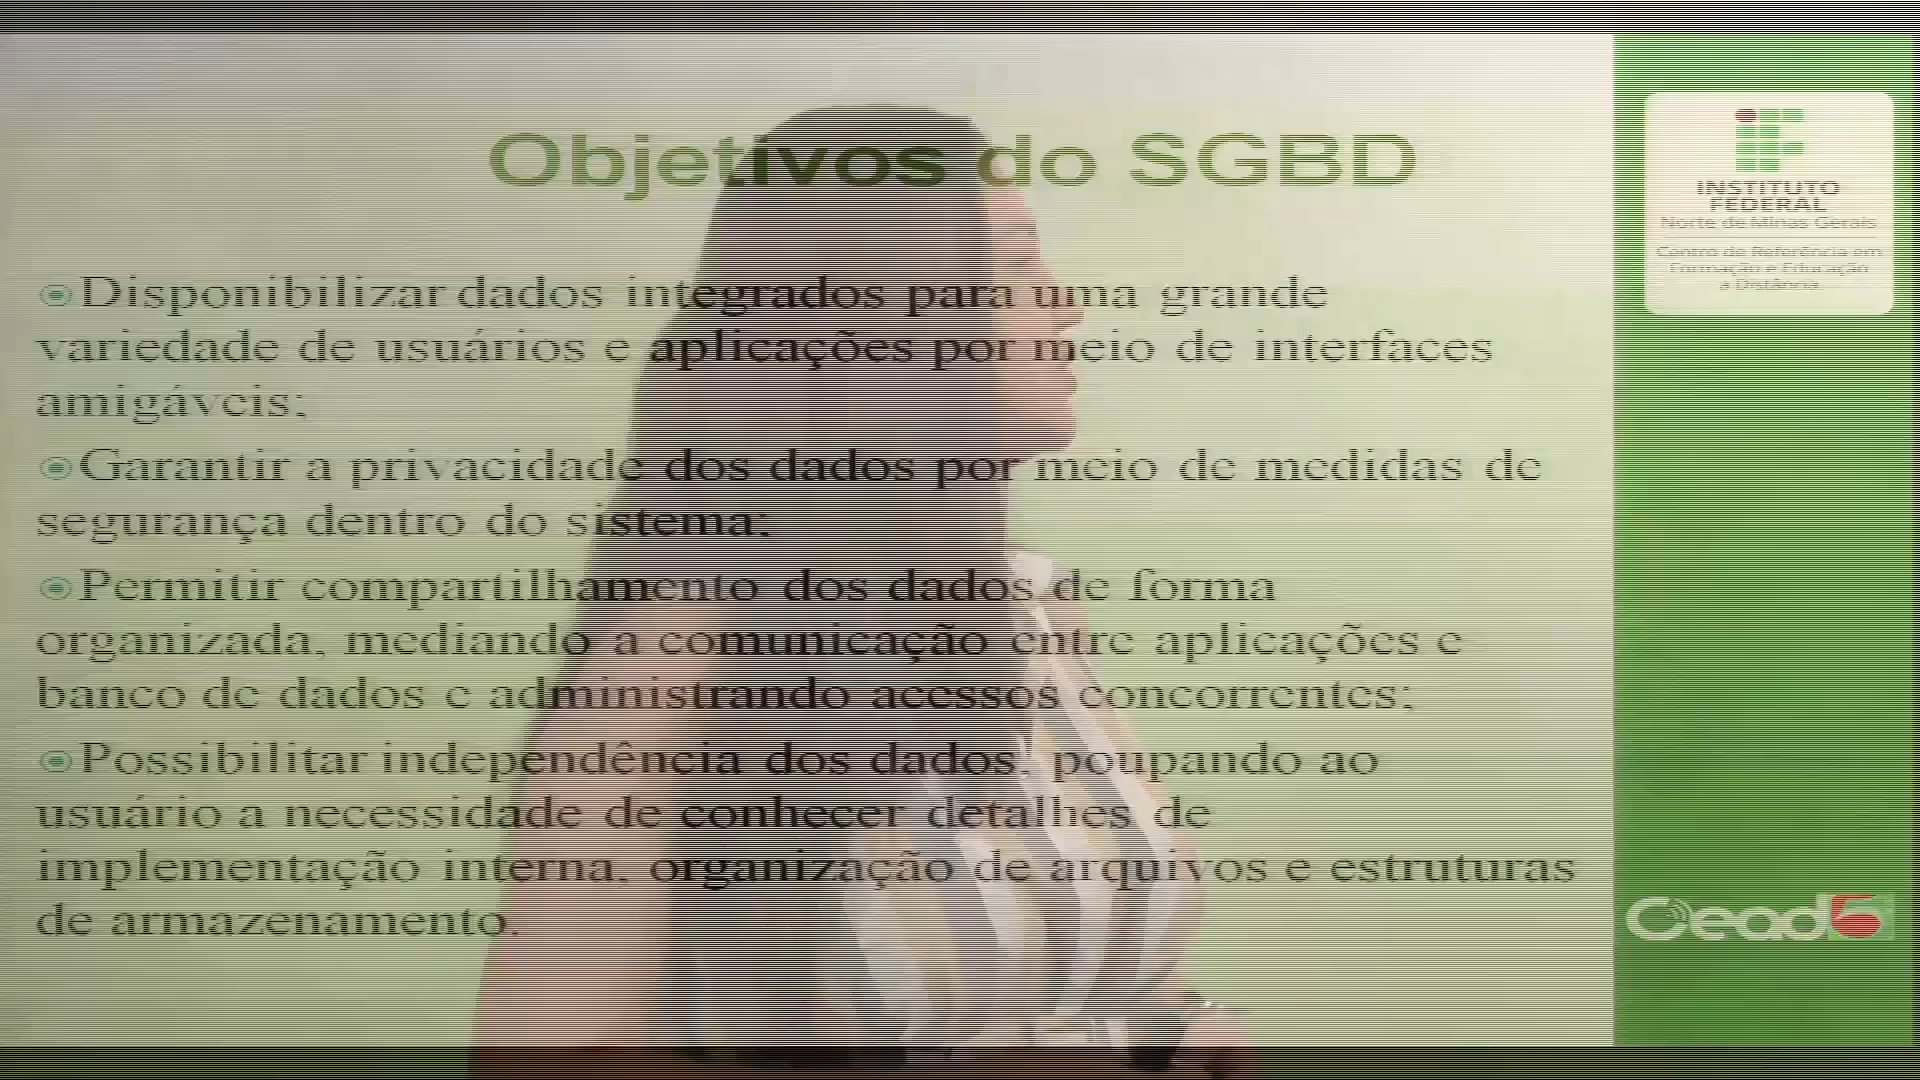 Objetivos do SGBD
Disponibilizar dados integrados para uma grande
variedade de usuários e aplicações por meio de interfaces
amigáveis;
Garantir a privacidade dos dados por meio de medidas de
segurança dentro do sistema;
Permitir compartilhamento dos dados de forma
organizada, mediando a comunicação entre aplicações e
banco de dados e administrando acessos concorrentes;
Possibilitar independência dos dados, poupando ao
usuário a necessidade de conhecer detalhes de
implementação interna, organização de arquivos e estruturas
de armazenamento.
INSTITUTO
FEDERAL
Norte de Minas Gerais
Centro de Referência em
Formação e Educação
a Distância
Cead5